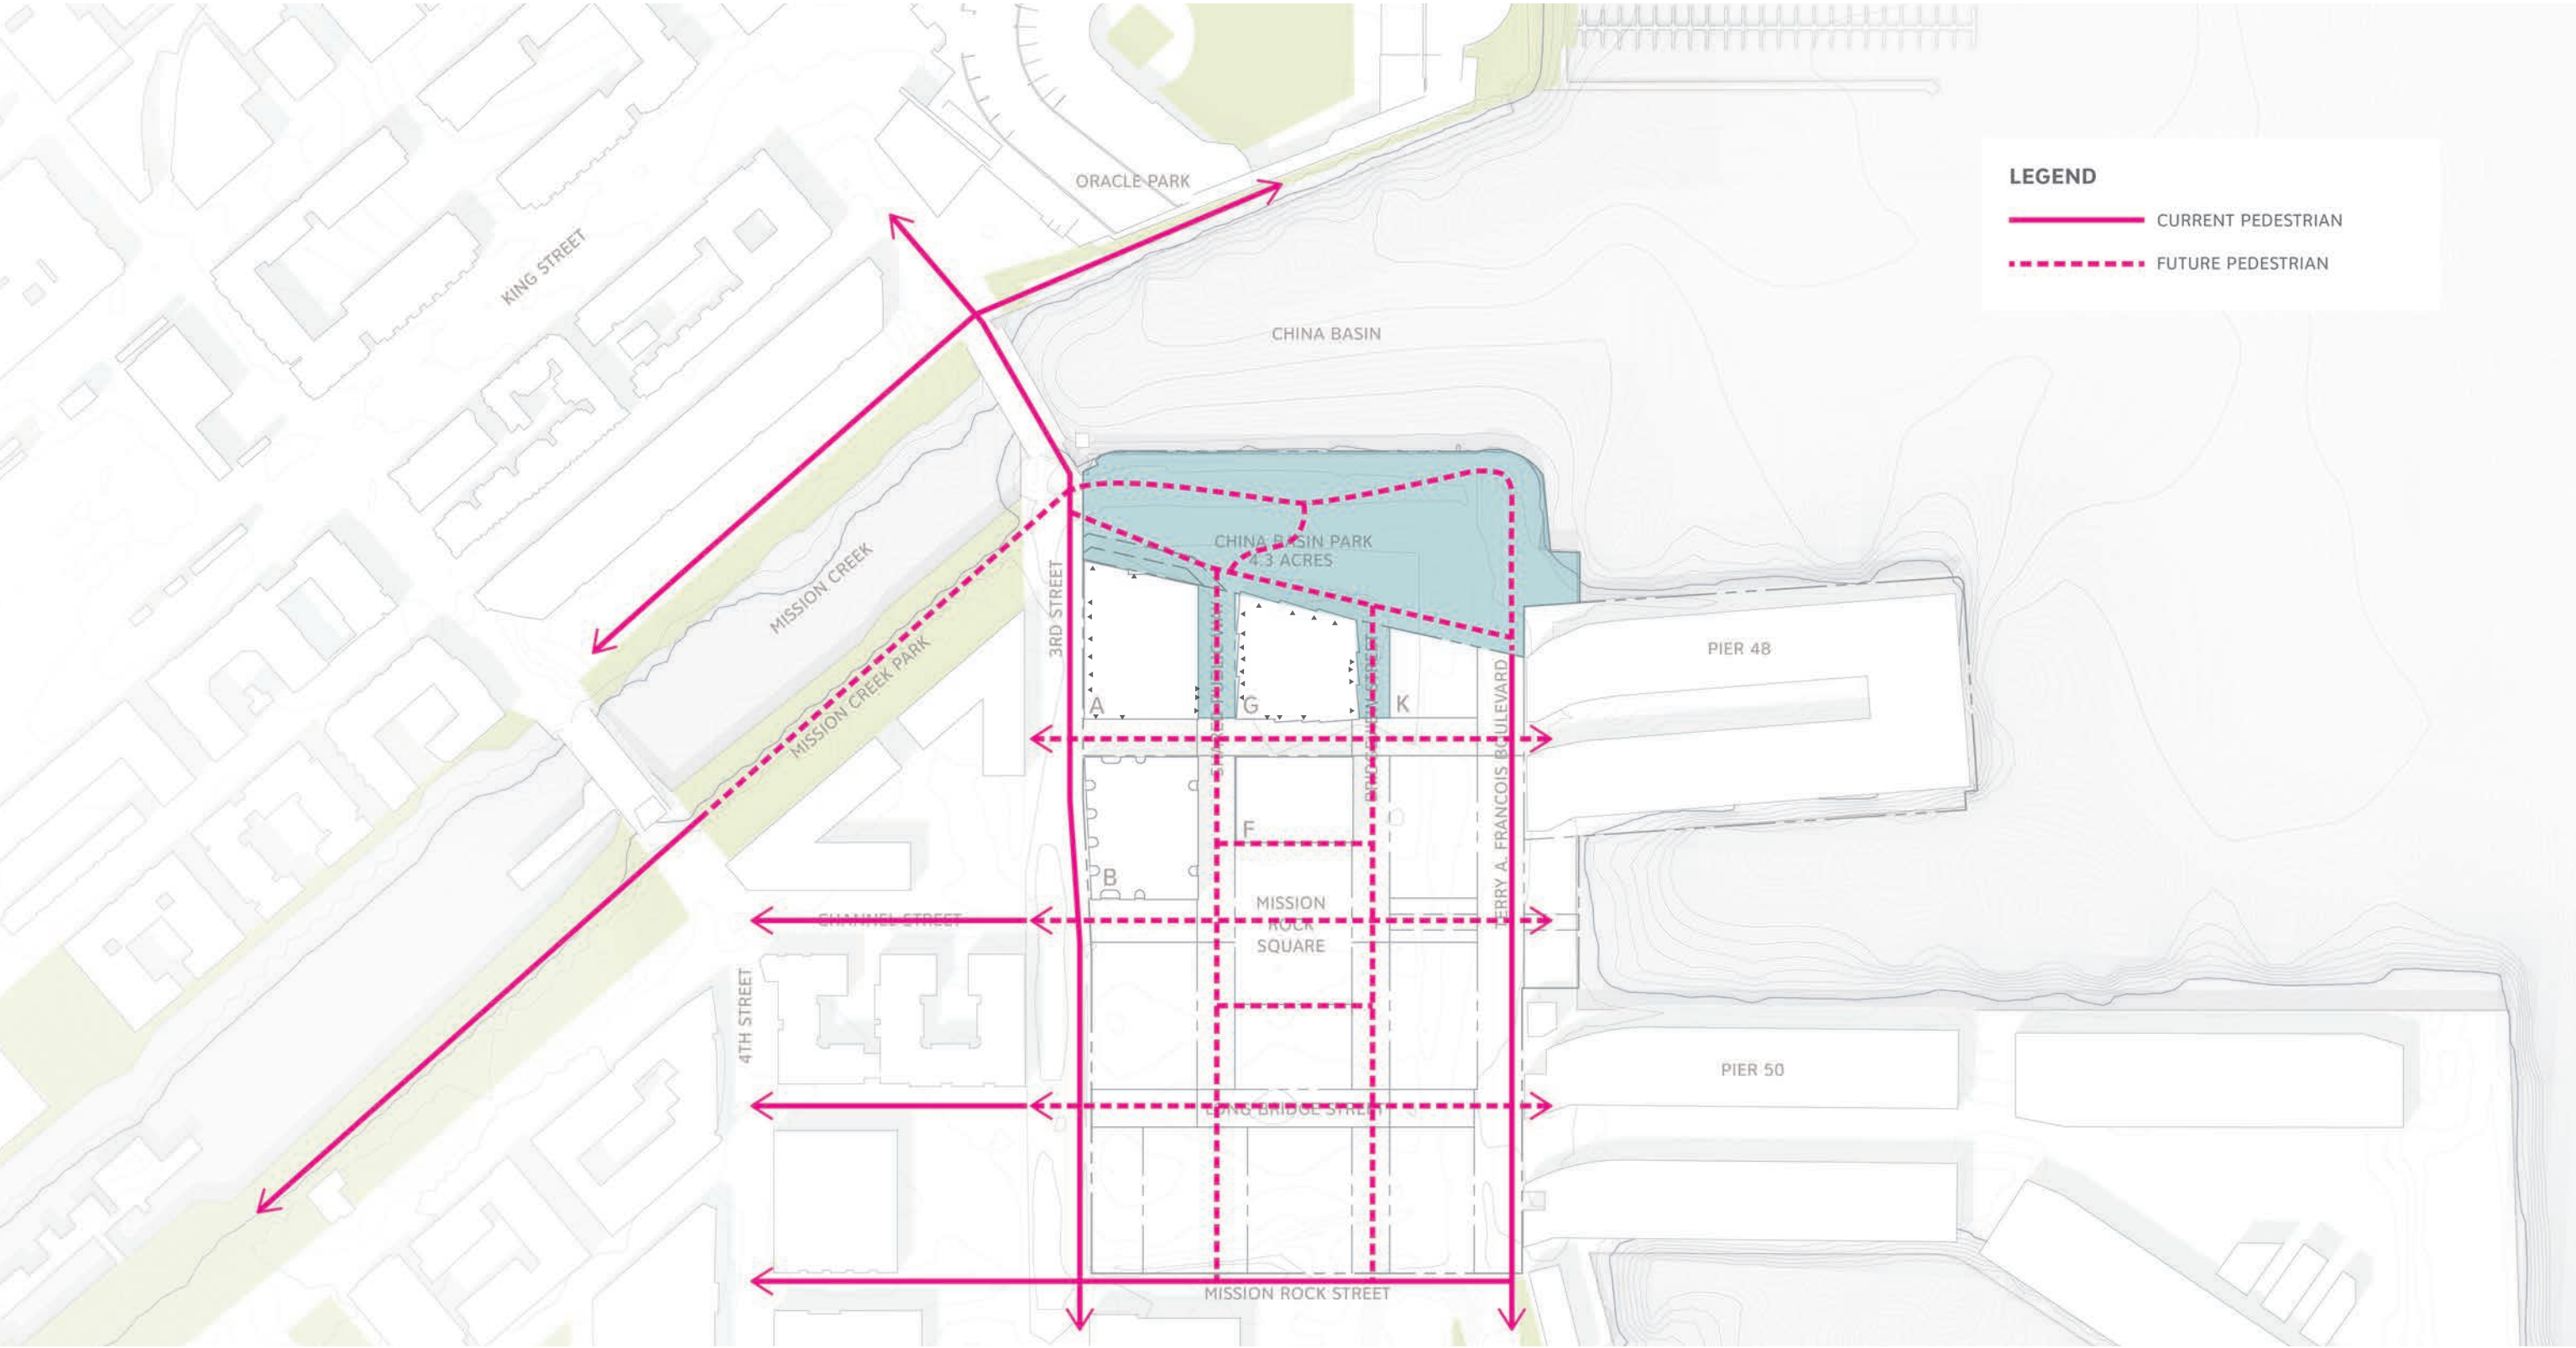 ORACLE PARK
LEGEND
CURRENT PEDESTRIAN
FUTURE PEDESTRIAN
KING STREET
CHINA BASIN
MISSION CREEK
MISSION CREEK PARK
3RD STREET
CHINA BASIN PARK
4.3 ACRES
PIER 48
A
G
K
TERRY A. FRANCOIS BOULEVARD
F
B
MISSION
ROCK
SQUARE
CHANNEL STREET
4TH STREET
PIER 50
LONG BRIDGE STREET
MISSION ROCK STREET